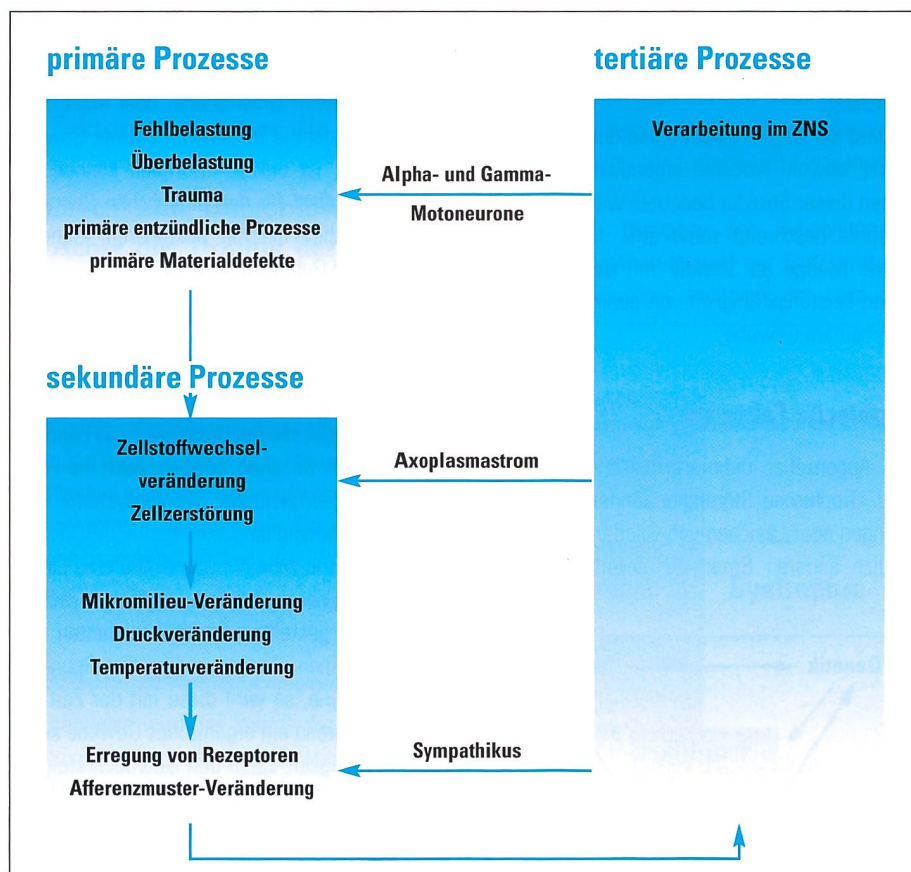 primäre Prozesse
tertiäre Prozesse
Fehlbelastung
Überbelastung
Trauma
primäre entzündliche Prozesse
primäre Materialdefekte
Alpha- und Gamma-
Motoneurone
Verarbeitung im ZNS
sekundäre Prozesse
Zellstoffwechsel-
veränderung
Zellzerstörung
Axoplasmastrom
Mikromilieu-Veränderung
Druckveränderung
Temperaturveränderung
Erregung von Rezeptoren
Afferenzmuster-Veränderung
Sympathikus